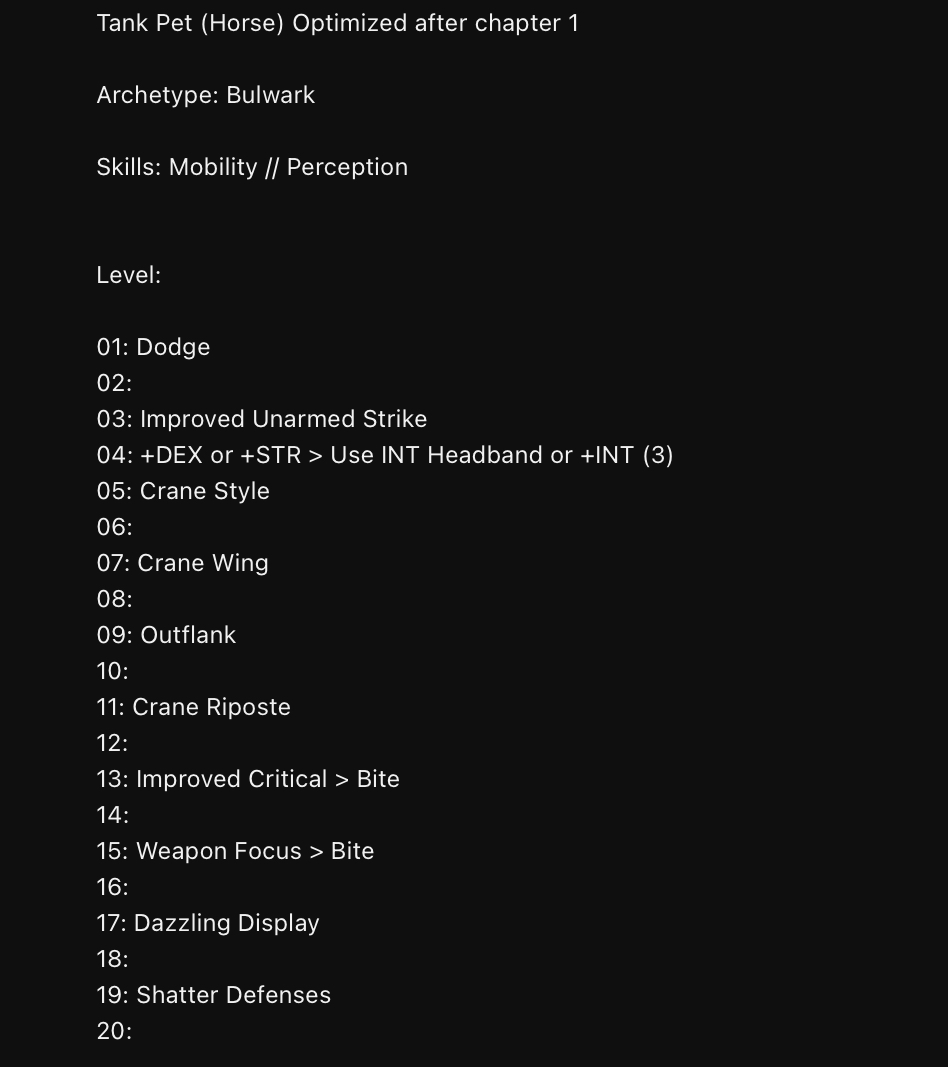 Tank Pet (Horse) Optimized after chapter 1
Archetype: Bulwark
Skills: Mobility // Perception
Level:
01: Dodge
02:
03: Improved Unarmed Strike
04: +DEX or +STR > Use INT Headband or +INT (3)
05: Crane Style
06:
07: Crane Wing
08:
09: Outflank
10:
11: Crane Riposte
12:
13: Improved Critical > Bite
14:
15: Weapon Focus > Bite
16:
17: Dazzling Display
18:
19: Shatter Defenses
20: